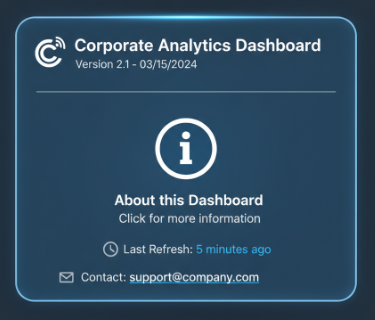 Corporate Analytics Dashboard
Version 2.1 - 03/15/2024
About this Dashboard
Click for more information
Last Refresh: 5 minutes ago
Contact: support@company.com